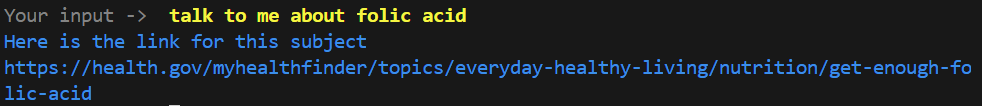 Your input ->  talk to me about folic acid
Here is the link for this subject
https://health.gov/myhealthfinder/topics/everyday-healthy-living/nutrition/get-enough-fo
lic-acid